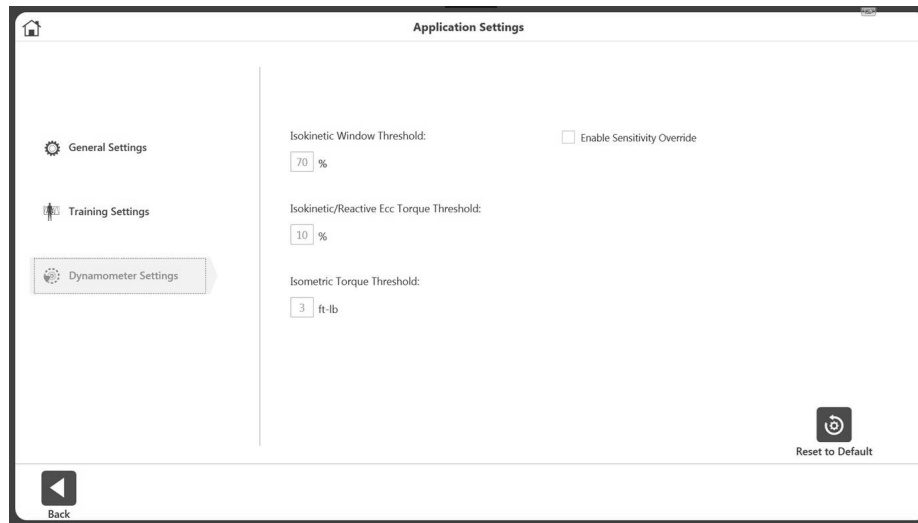 Application Settings
General Settings
Training Settings
Dynamometer Settings
Isokinetic Window Threshold:
70 %
Enable Sensitivity Override
Isokinetic/Reactive Ecc Torque Threshold:
10 %
Isometric Torque Threshold:
3 ft-lb
Reset to Default
Back